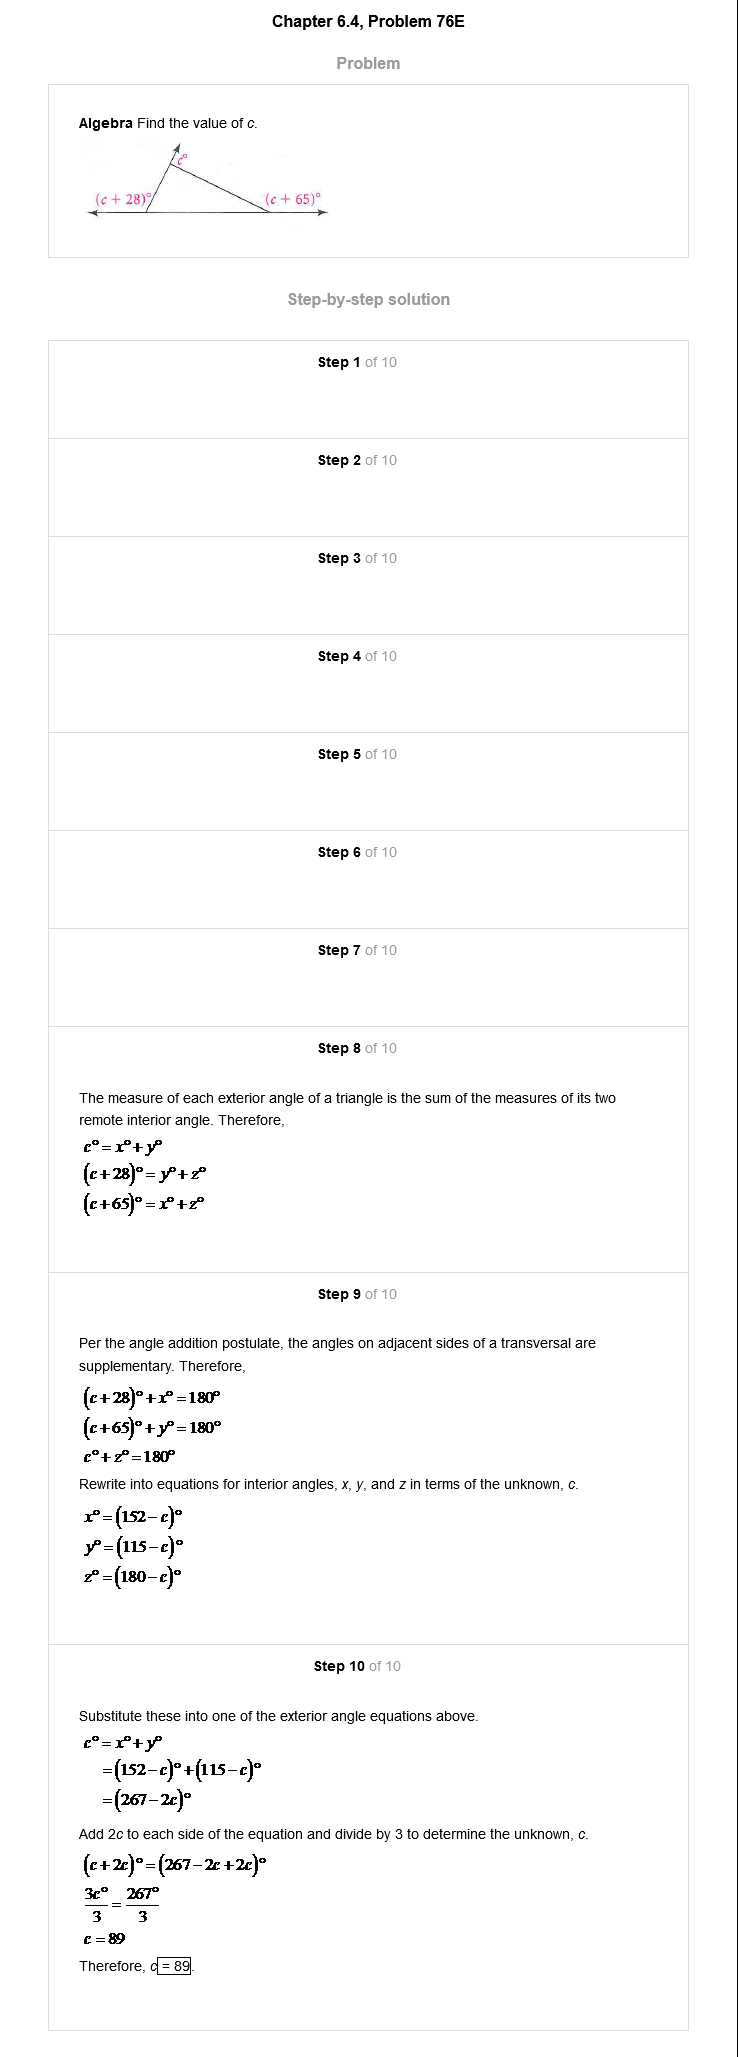 Chapter 6.4, Problem 76E
Problem
Algebra Find the value of c.
c°
(c + 28)°
(c + 65)°
Step-by-step solution
Step 1 of 10
Step 2 of 10
Step 3 of 10
Step 4 of 10
Step 5 of 10
Step 6 of 10
Step 7 of 10
Step 8 of 10
The measure of each exterior angle of a triangle is the sum of the measures of its two
remote interior angle. Therefore,
c° = x° + y°
(c + 28)° = y° + z°
(c + 65)° = x° + z°
Step 9 of 10
Per the angle addition postulate, the angles on adjacent sides of a transversal are
supplementary. Therefore,
(c + 28)° + x° = 180°
(c + 65)° + y° = 180°
c° + z° = 180°
Rewrite into equations for interior angles, x, y, and z in terms of the unknown, c.
x° = (152 − c)°
y° = (115 − c)°
z° = (180 − c)°
Step 10 of 10
Substitute these into one of the exterior angle equations above.
c° = x° + y°
= (152 − c)° + (115 − c)°
= (267 − 2c)°
Add 2c to each side of the equation and divide by 3 to determine the unknown, c.
(c + 2c)° = (267 − 2c + 2c)°
3c°/3 = 267°/3
c = 89
Therefore, c = 89.